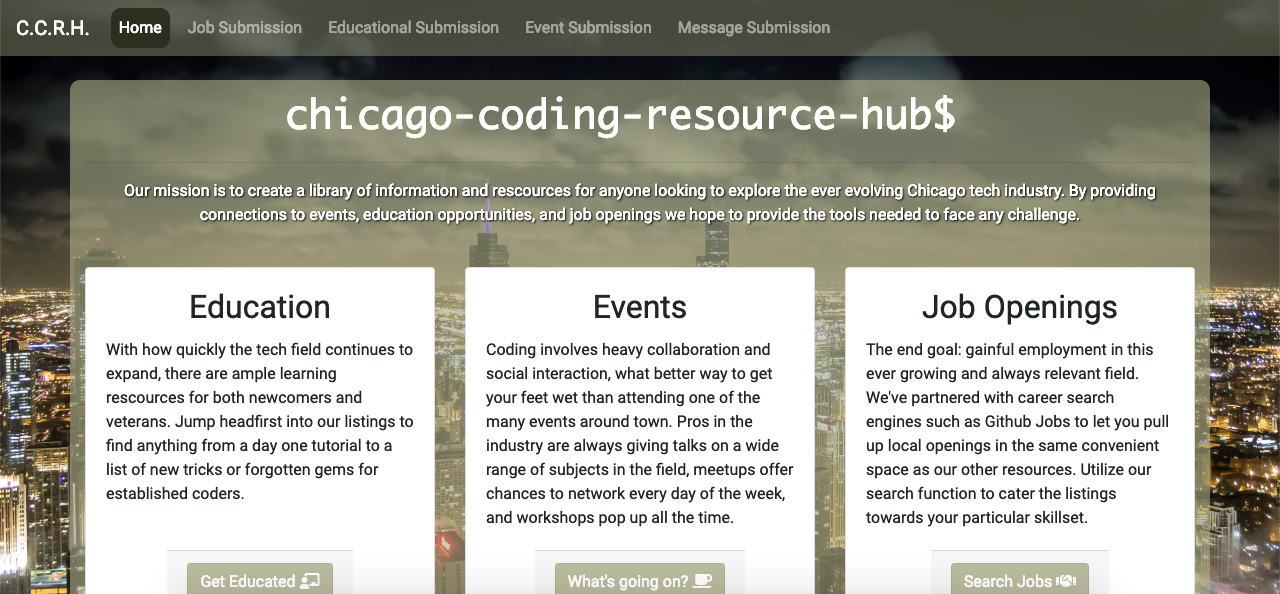 C.C.R.H. Home Job Submission Educational Submission Event Submission Message Submission
chicago-coding-resource-hub$
Our mission is to create a library of information and rescources for anyone looking to explore the ever evolving Chicago tech industry. By providing
connections to events, education opportunities, and job openings we hope to provide the tools needed to face any challenge.
Education
With how quickly the tech field continues to
expand, there are ample learning
rescources for both newcomers and
veterans. Jump headfirst into our listings to
find anything from a day one tutorial to a
list of new tricks or forgotten gems for
established coders.
Get Educated
Events
Coding involves heavy collaboration and
social interaction, what better way to get
your feet wet than attending one of the
many events around town. Pros in the
industry are always giving talks on a wide
range of subjects in the field, meetups offer
chances to network every day of the week,
and workshops pop up all the time.
What's going on?
Job Openings
The end goal: gainful employment in this
ever growing and always relevant field.
We've partnered with career search
engines such as Github Jobs to let you pull
up local openings in the same convenient
space as our other resources. Utilize our
search function to cater the listings
towards your particular skillset.
Search Jobs